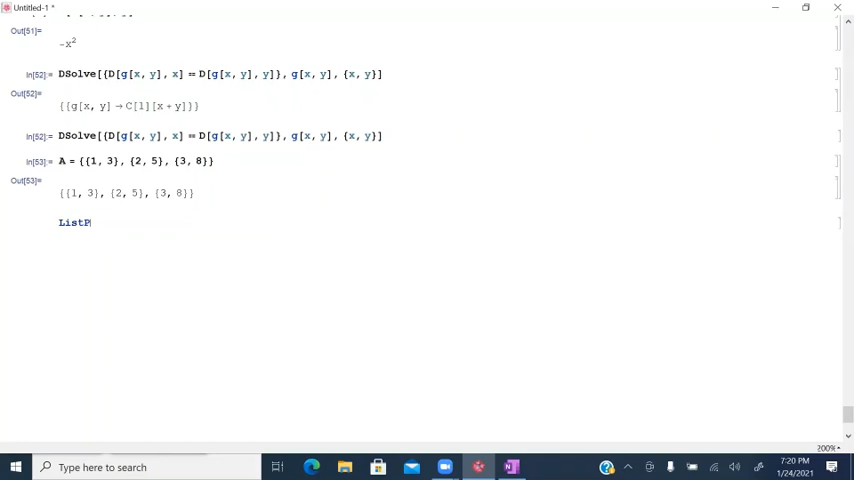 Untitled-1 *
Out[51]=
-x²
In[52]:= DSolve[{D[g[x, y], x] == D[g[x, y], y]}, g[x, y], {x, y}]
Out[52]=
{{g[x, y] → C[1][x + y]}}
In[52]:= DSolve[{D[g[x, y], x] == D[g[x, y], y]}, g[x, y], {x, y}]
In[53]:= A = {{1, 3}, {2, 5}, {3, 8}}
Out[53]=
{{1, 3}, {2, 5}, {3, 8}}
ListP
200%
Type here to search
7:20 PM
1/24/2021